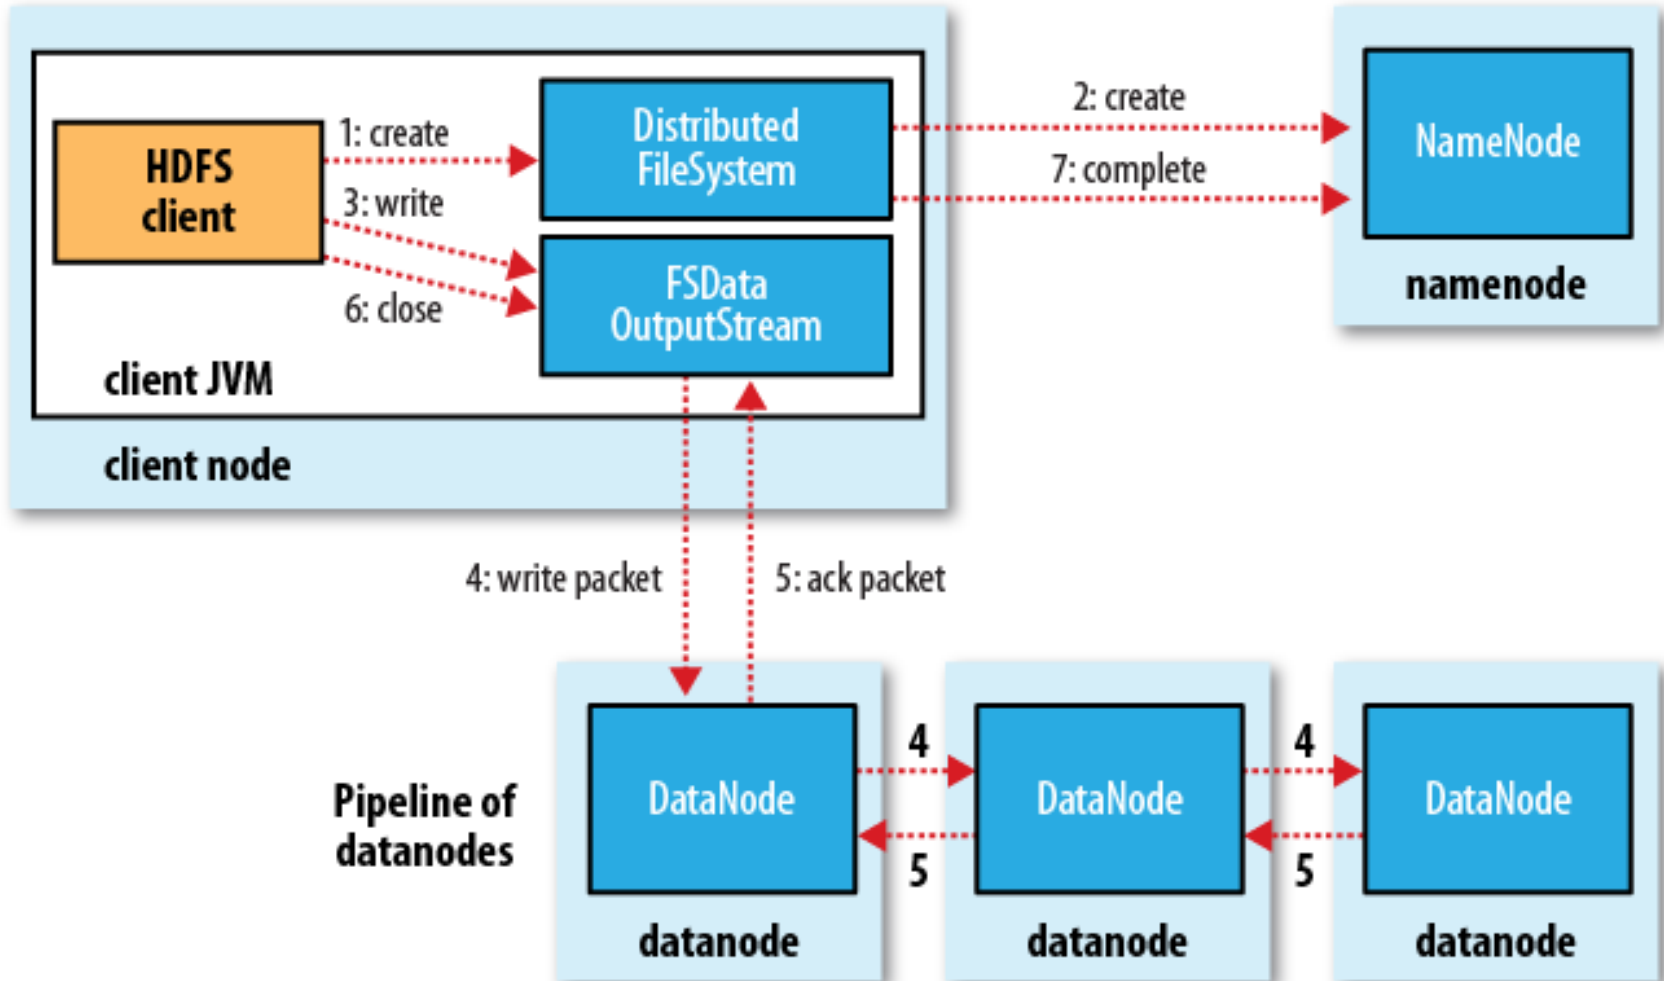 HDFS
client
1: create
3: write
6: close
Distributed
FileSystem
FSData
OutputStream
client JVM
client node
2: create
7: complete
NameNode
namenode
4: write packet
5: ack packet
Pipeline of
datanodes
DataNode
datanode
4
5
DataNode
datanode
4
5
DataNode
datanode